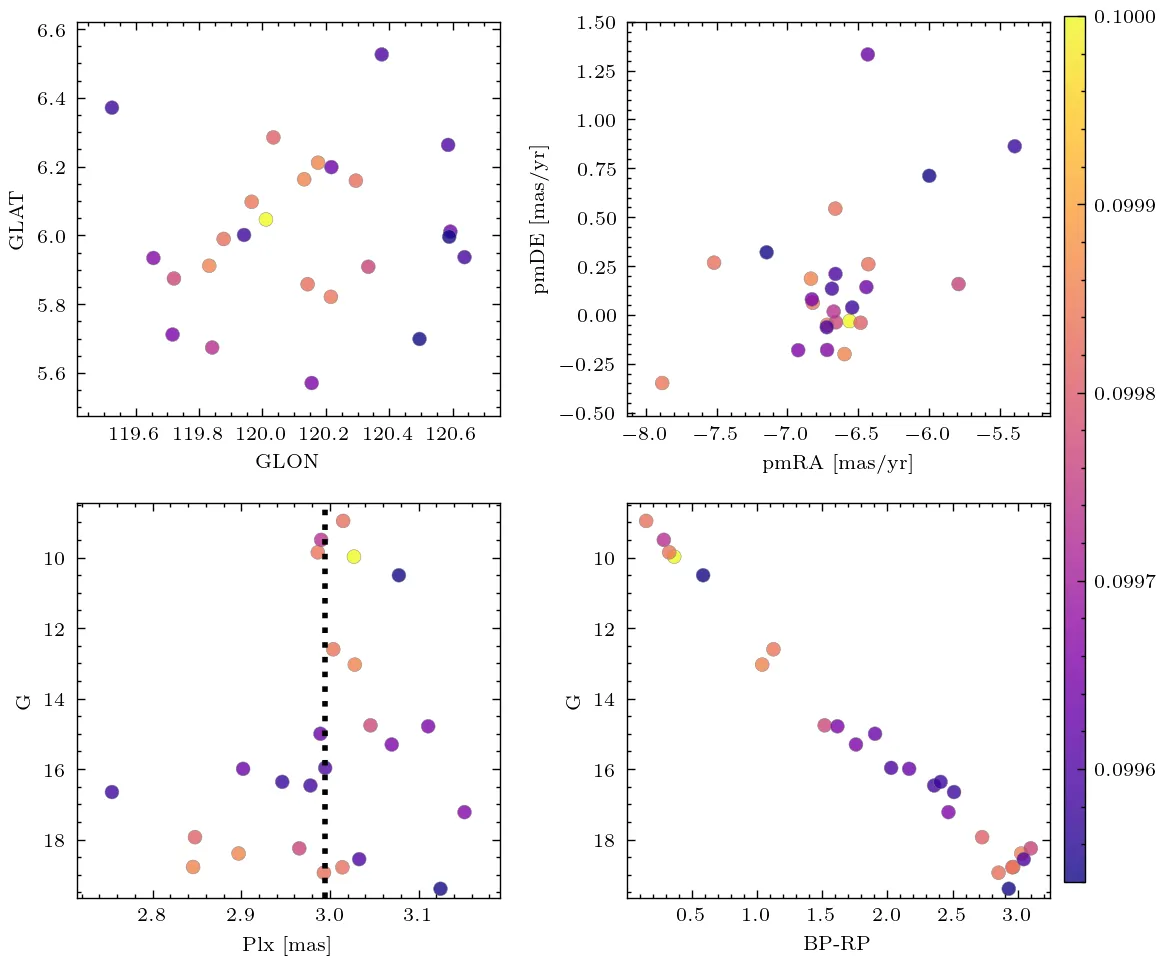 6.6
6.4
6.2
6.0
5.8
5.6
GLAT
119.6 119.8 120.0 120.2 120.4 120.6
GLON
1.50
1.25
1.00
0.75
0.50
0.25
0.00
−0.25
−0.50
pmDE [mas/yr]
−8.0 −7.5 −7.0 −6.5 −6.0 −5.5
pmRA [mas/yr]
0.1000
0.0999
0.0998
0.0997
0.0996
10
12
14
16
18
G
2.8 2.9 3.0 3.1
Plx [mas]
10
12
14
16
18
G
0.5 1.0 1.5 2.0 2.5 3.0
BP-RP